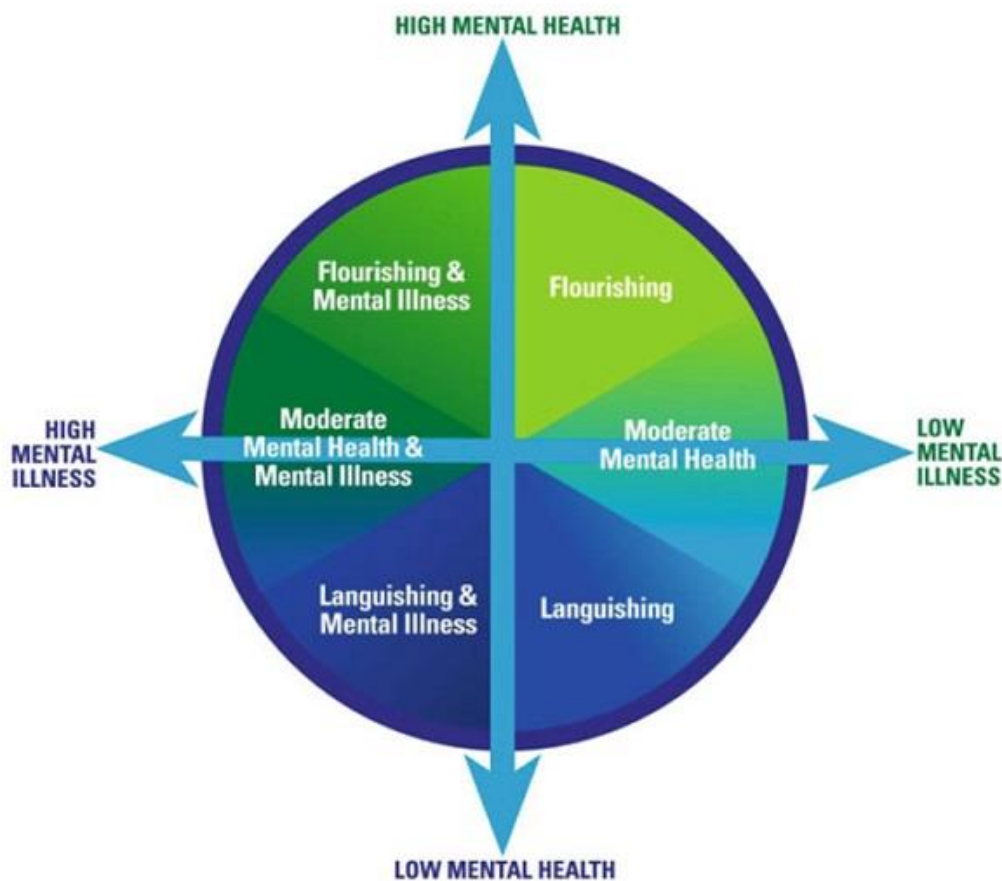 HIGH MENTAL HEALTH
Flourishing &
Mental Illness
Flourishing
HIGH
MENTAL
ILLNESS
Moderate
Mental Health &
Mental Illness
Moderate
Mental Health
LOW
MENTAL
ILLNESS
Languishing &
Mental Illness
Languishing
LOW MENTAL HEALTH